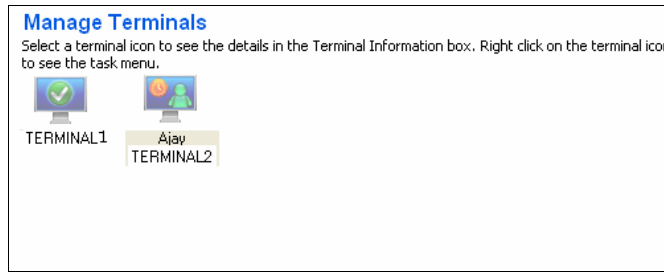 Manage Terminals
Select a terminal icon to see the details in the Terminal Information box. Right click on the terminal ico
to see the task menu.
TERMINAL1
Ajay
TERMINAL2